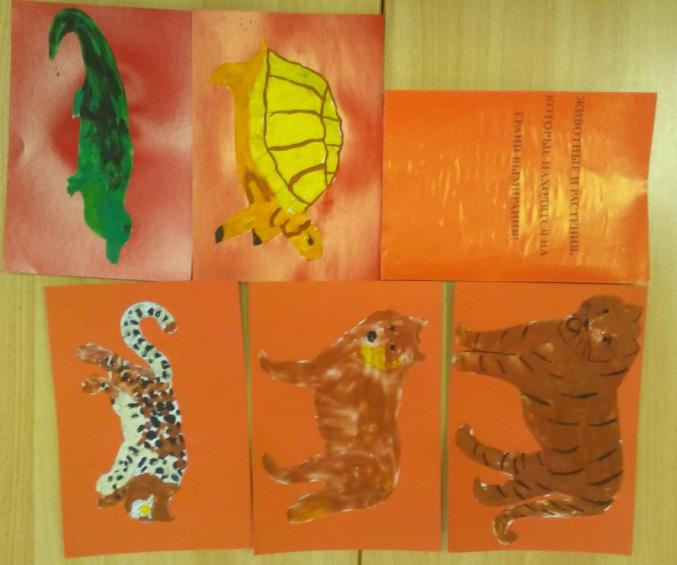 ЖИВОТНЫЕ И РАСТЕНИЯ,
КОТОРЫЕ НАХОДЯТСЯ НА
ГРАНИ ВЫМИРАНИЯ!